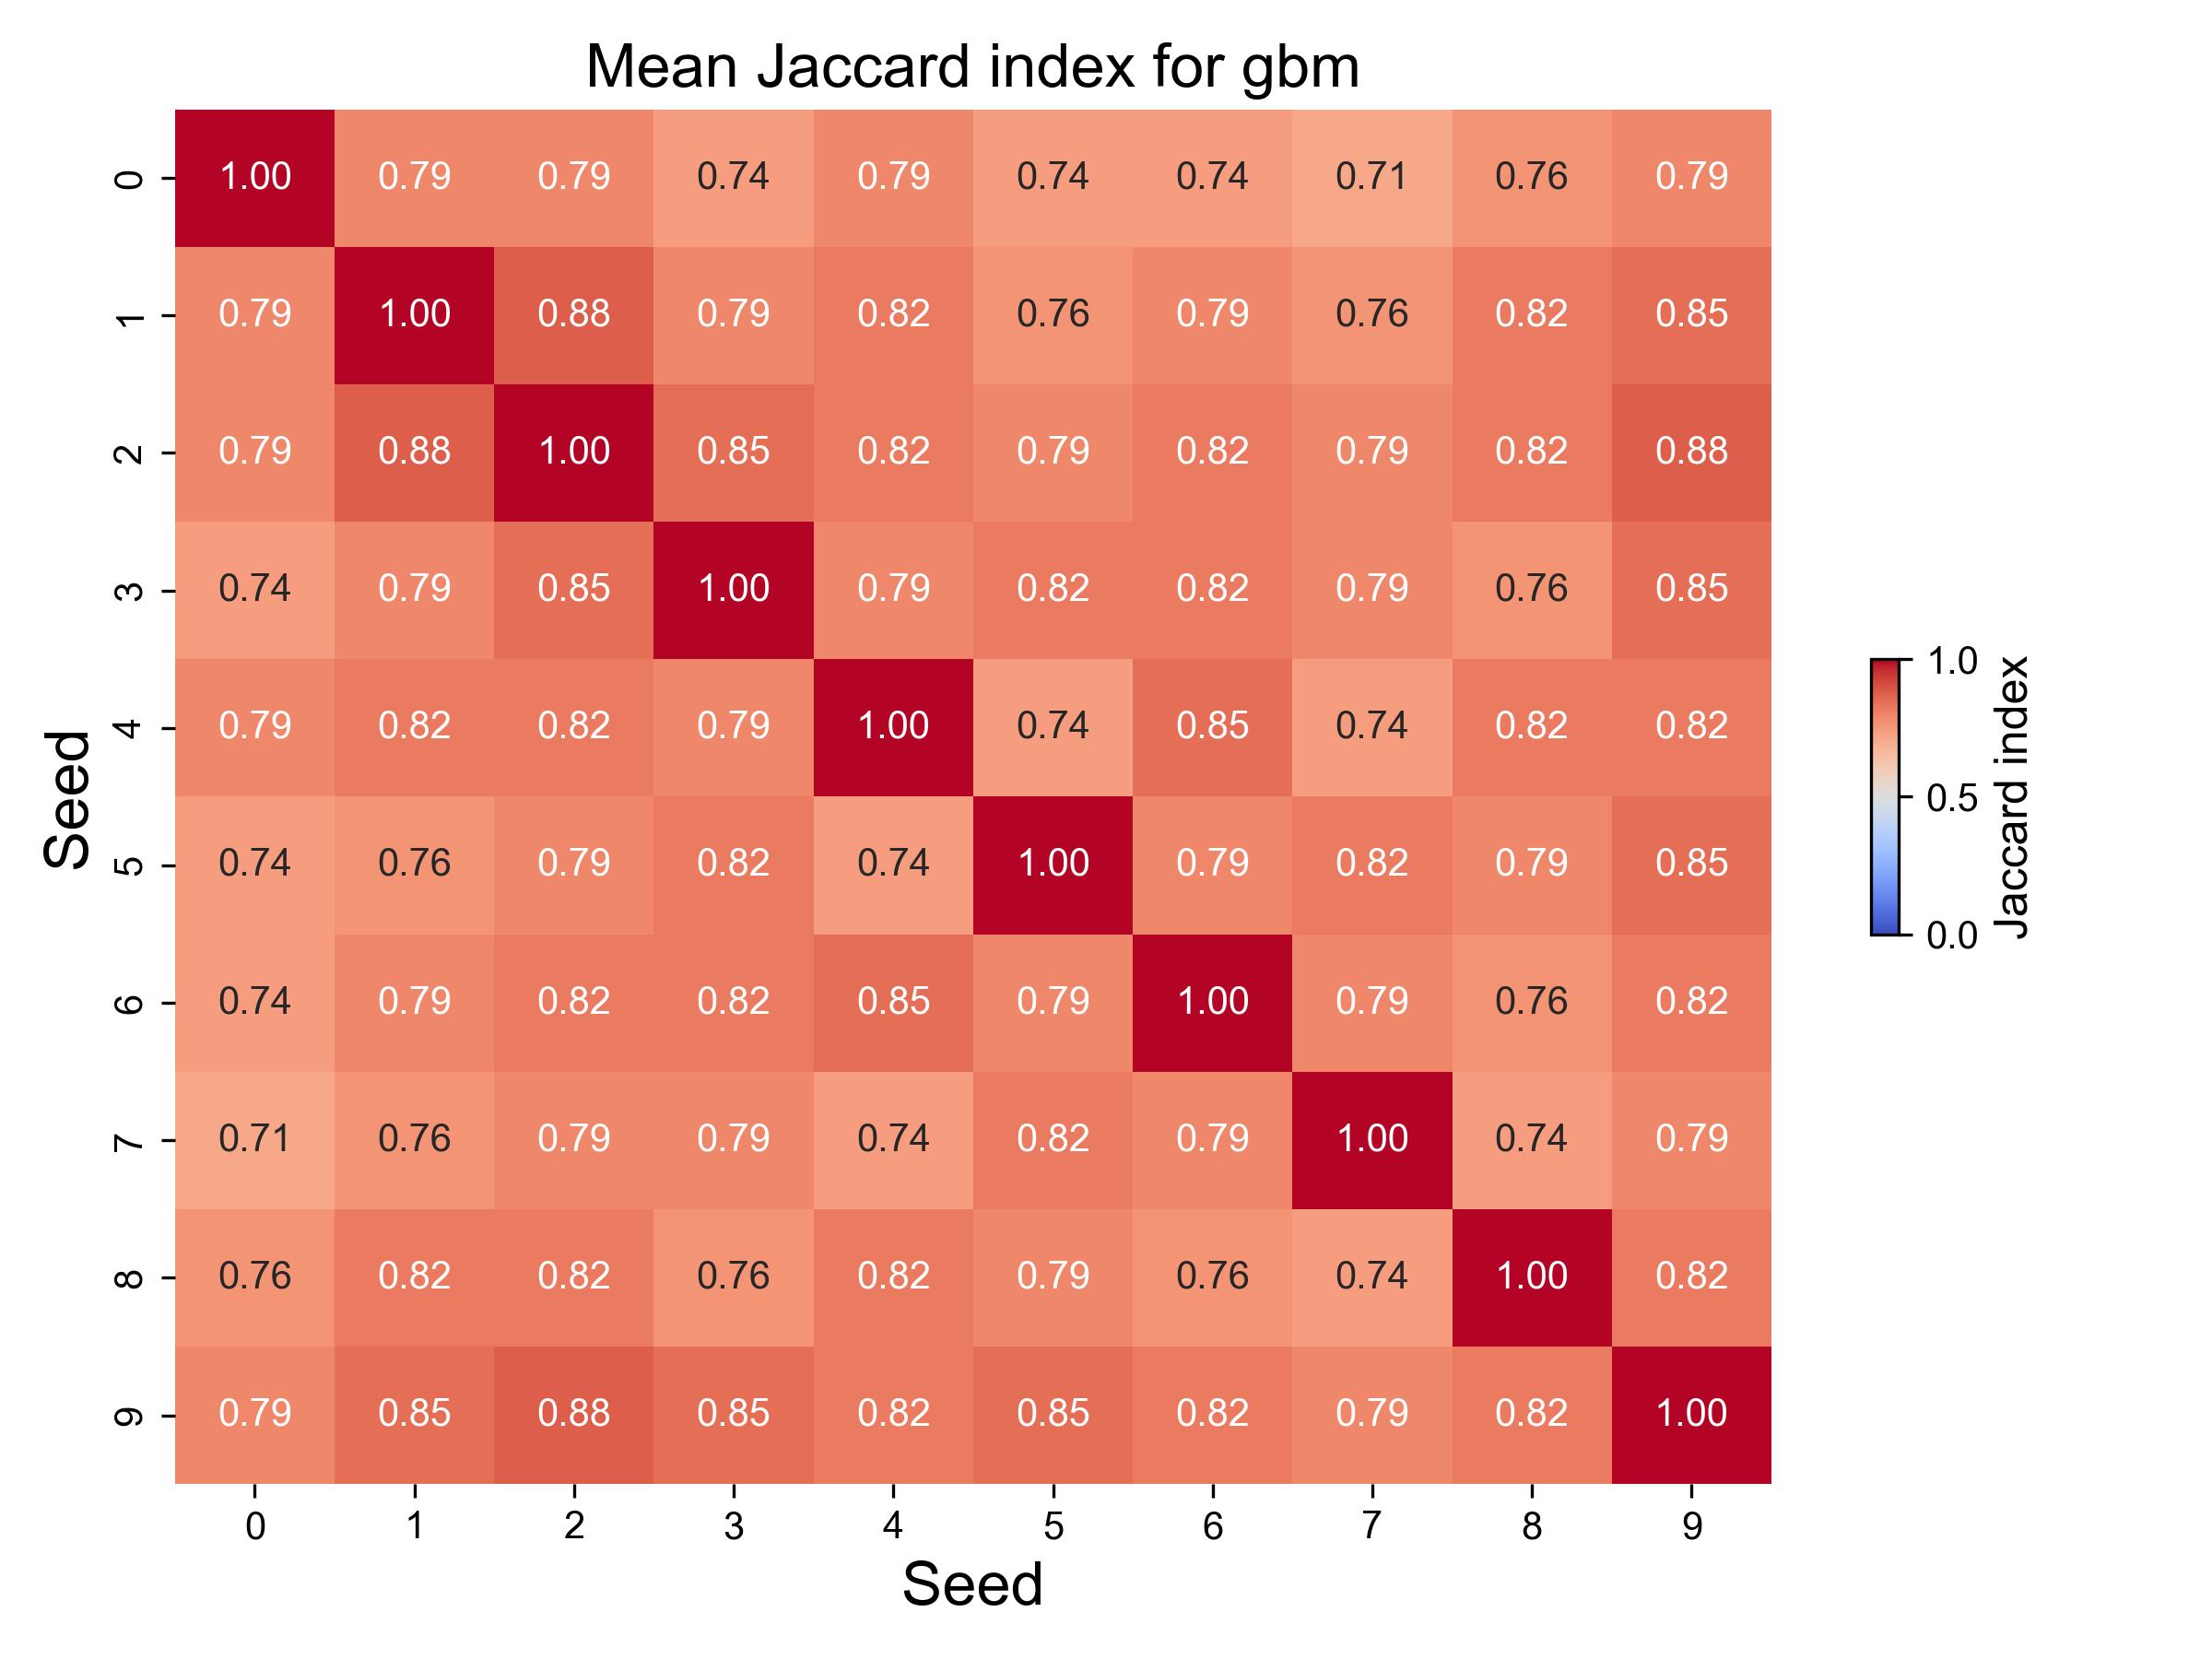 Mean Jaccard index for gbm
0 1.00 0.79 0.79 0.74 0.79 0.74 0.74 0.71 0.76 0.79
1 0.79 1.00 0.88 0.79 0.82 0.76 0.79 0.76 0.82 0.85
2 0.79 0.88 1.00 0.85 0.82 0.79 0.82 0.79 0.82 0.88
3 0.74 0.79 0.85 1.00 0.79 0.82 0.82 0.79 0.76 0.85
4 0.79 0.82 0.82 0.79 1.00 0.74 0.85 0.74 0.82 0.82
5 0.74 0.76 0.79 0.82 0.74 1.00 0.79 0.82 0.79 0.85
6 0.74 0.79 0.82 0.82 0.85 0.79 1.00 0.79 0.76 0.82
7 0.71 0.76 0.79 0.79 0.74 0.82 0.79 1.00 0.74 0.79
8 0.76 0.82 0.82 0.76 0.82 0.79 0.76 0.74 1.00 0.82
9 0.79 0.85 0.88 0.85 0.82 0.85 0.82 0.79 0.82 1.00
0 1 2 3 4 5 6 7 8 9
Seed
Seed
1.0
0.5
0.0
Jaccard index